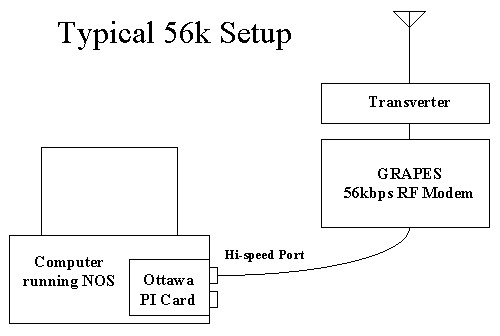 Typical 56k Setup
Transverter
GRAPES
56kbps RF Modem
Hi-speed Port
Computer
running NOS
Ottawa
PI Card